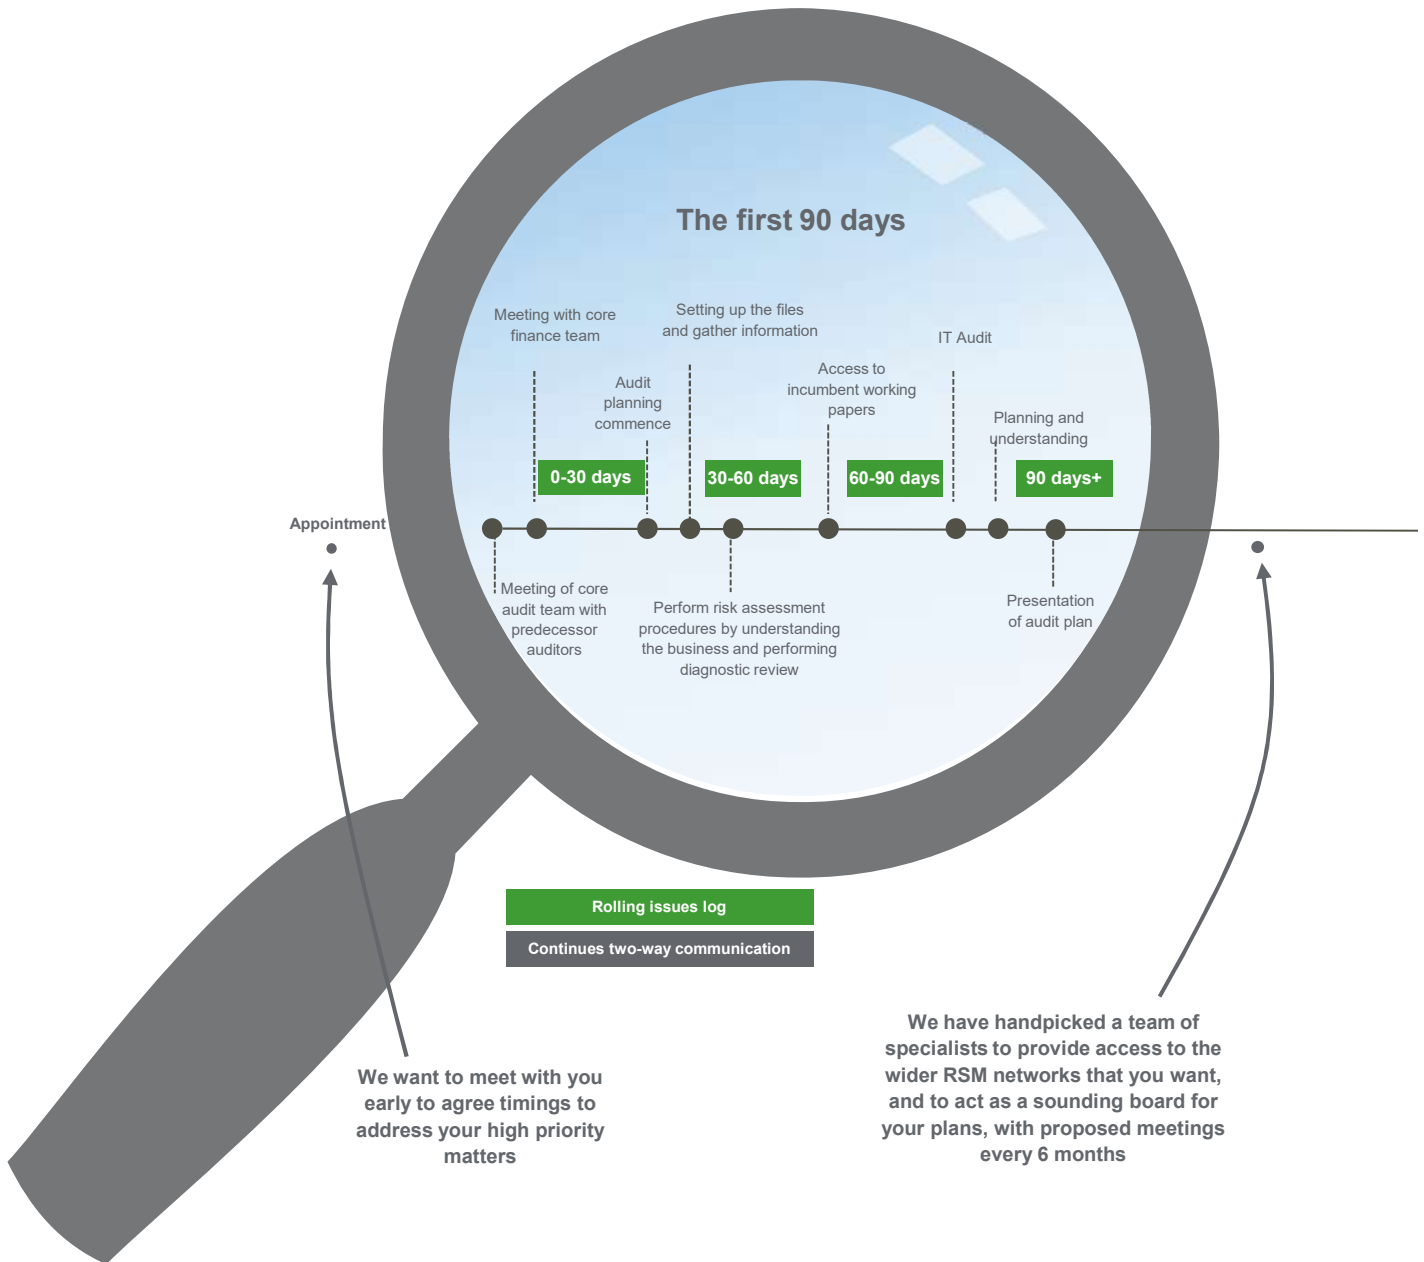 The first 90 days
Meeting with core
finance team
Setting up the files
and gather information
IT Audit
Audit
planning
commence
Access to
incumbent working
papers
Planning and
understanding
0-30 days
30-60 days
60-90 days
90 days+
Appointment
Meeting of core
audit team with
predecessor
auditors
Perform risk assessment
procedures by understanding
the business and performing
diagnostic review
Presentation
of audit plan
Rolling issues log
Continues two-way communication
We want to meet with you
early to agree timings to
address your high priority
matters
We have handpicked a team of
specialists to provide access to the
wider RSM networks that you want,
and to act as a sounding board for
your plans, with proposed meetings
every 6 months